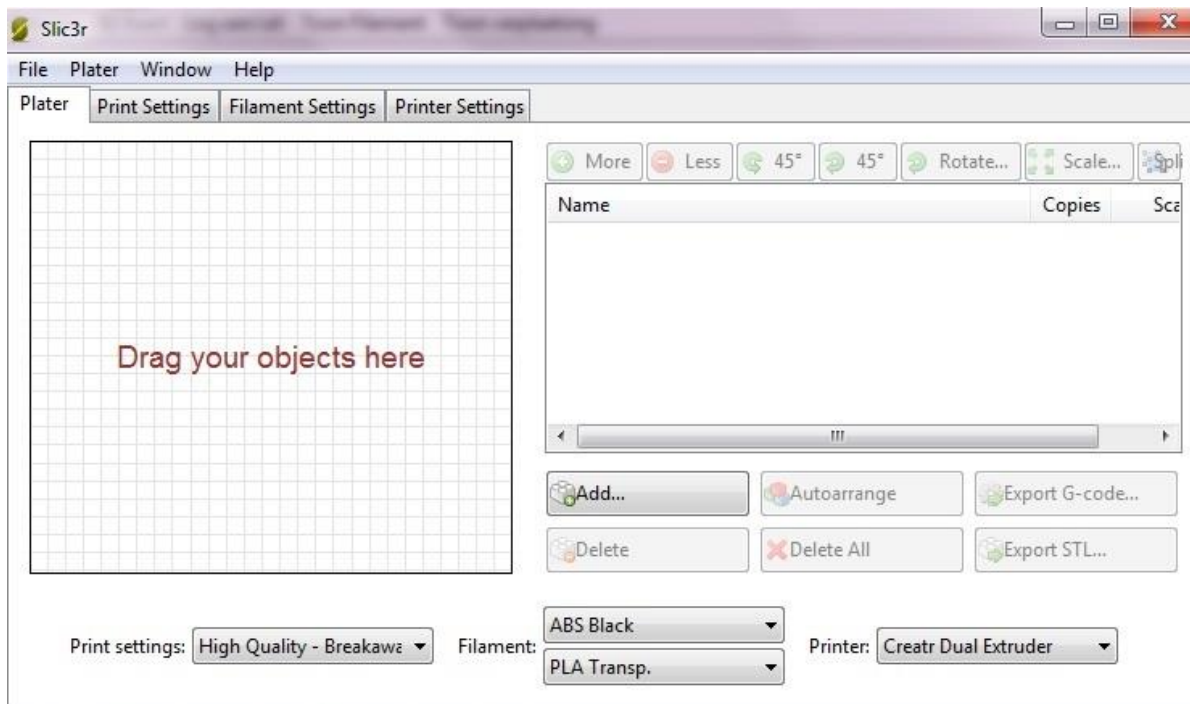 Slic3r
File Plater Window Help
Plater Print Settings Filament Settings Printer Settings
More Less 45° 45° Rotate... Scale... Spli
Name Copies Sca
Drag your objects here
Add... Autoarrange Export G-code...
Delete Delete All Export STL...
Print settings: High Quality - Breakawa Filament: ABS Black Printer: Creatr Dual Extruder
PLA Transp.